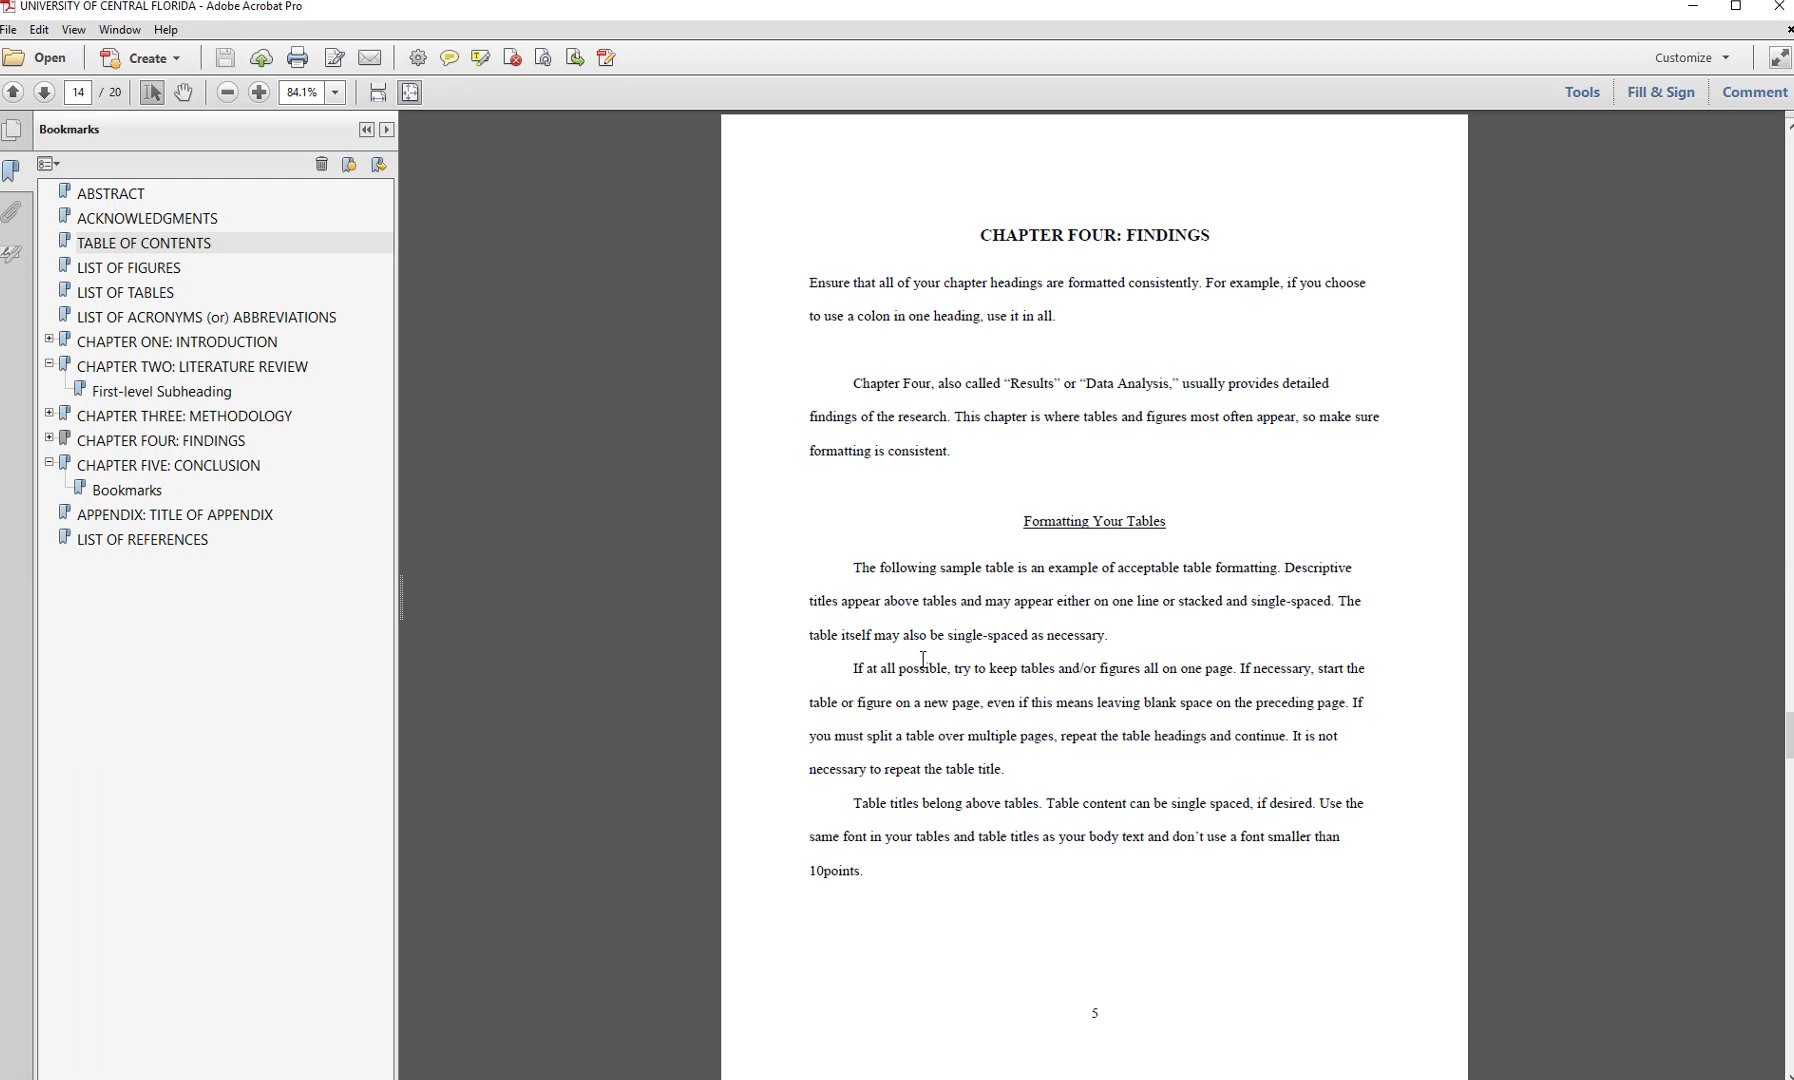 UNIVERSITY OF CENTRAL FLORIDA - Adobe Acrobat Pro
File Edit View Window Help
Open Create Customize
14 / 20 84.1% Tools Fill & Sign Comment
Bookmarks
ABSTRACT
ACKNOWLEDGMENTS
TABLE OF CONTENTS
LIST OF FIGURES
LIST OF TABLES
LIST OF ACRONYMS (or) ABBREVIATIONS
CHAPTER ONE: INTRODUCTION
CHAPTER TWO: LITERATURE REVIEW
First-level Subheading
CHAPTER THREE: METHODOLOGY
CHAPTER FOUR: FINDINGS
CHAPTER FIVE: CONCLUSION
Bookmarks
APPENDIX: TITLE OF APPENDIX
LIST OF REFERENCES
CHAPTER FOUR: FINDINGS
Ensure that all of your chapter headings are formatted consistently. For example, if you choose
to use a colon in one heading, use it in all.
Chapter Four, also called “Results” or “Data Analysis,” usually provides detailed
findings of the research. This chapter is where tables and figures most often appear, so make sure
formatting is consistent.
Formatting Your Tables
The following sample table is an example of acceptable table formatting. Descriptive
titles appear above tables and may appear either on one line or stacked and single-spaced. The
table itself may also be single-spaced as necessary.
If at all possible, try to keep tables and/or figures all on one page. If necessary, start the
table or figure on a new page, even if this means leaving blank space on the preceding page. If
you must split a table over multiple pages, repeat the table headings and continue. It is not
necessary to repeat the table title.
Table titles belong above tables. Table content can be single spaced, if desired. Use the
same font in your tables and table titles as your body text and don’t use a font smaller than
10points.
5